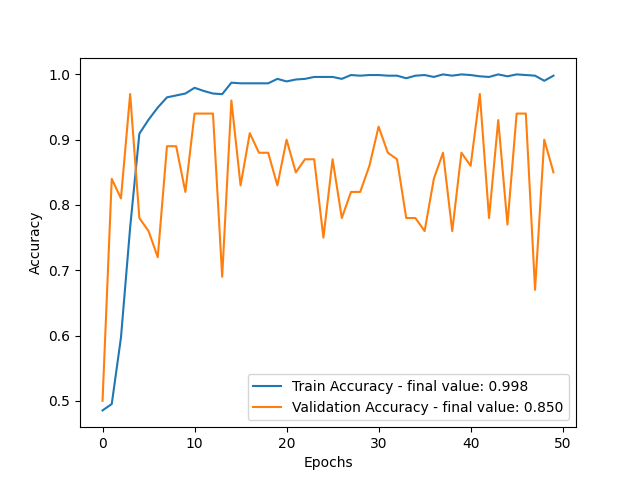 1.0
0.9
0.8
0.7
0.6
0.5
Accuracy
Train Accuracy - final value: 0.998
Validation Accuracy - final value: 0.850
0 10 20 30 40 50
Epochs